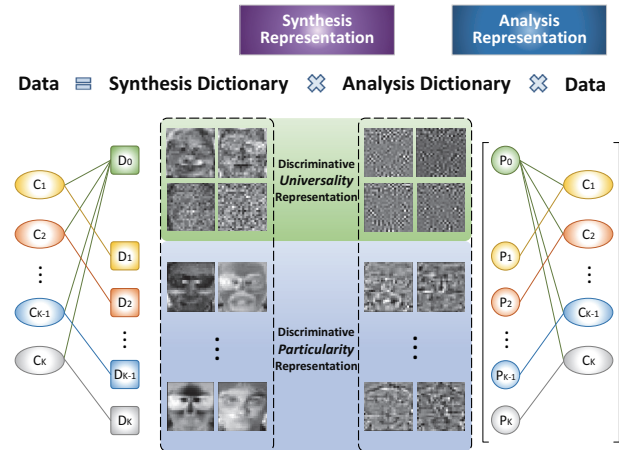 Synthesis
Representation
Analysis
Representation
Data = Synthesis Dictionary × Analysis Dictionary × Data
D0
C1
C2
⋮
CK-1
CK
D1
D2
⋮
DK-1
DK
Discriminative
Universality
Representation
⋮
Discriminative
Particularity
Representation
⋮
P0
P1
P2
⋮
PK-1
PK
C1
C2
⋮
CK-1
CK